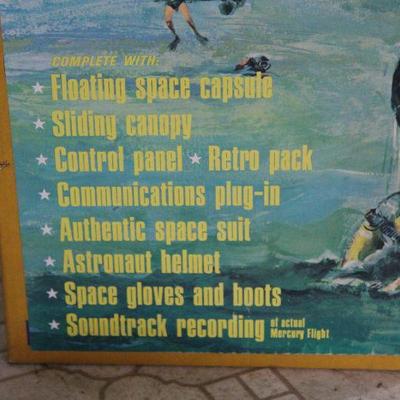 COMPLETE WITH:
★ Floating space capsule
★ Sliding canopy
★ Control panel ★ Retro pack
★ Communications plug-in
★ Authentic space suit
★ Astronaut helmet
★ Space gloves and boots
★ Soundtrack recording of actual Mercury Flight